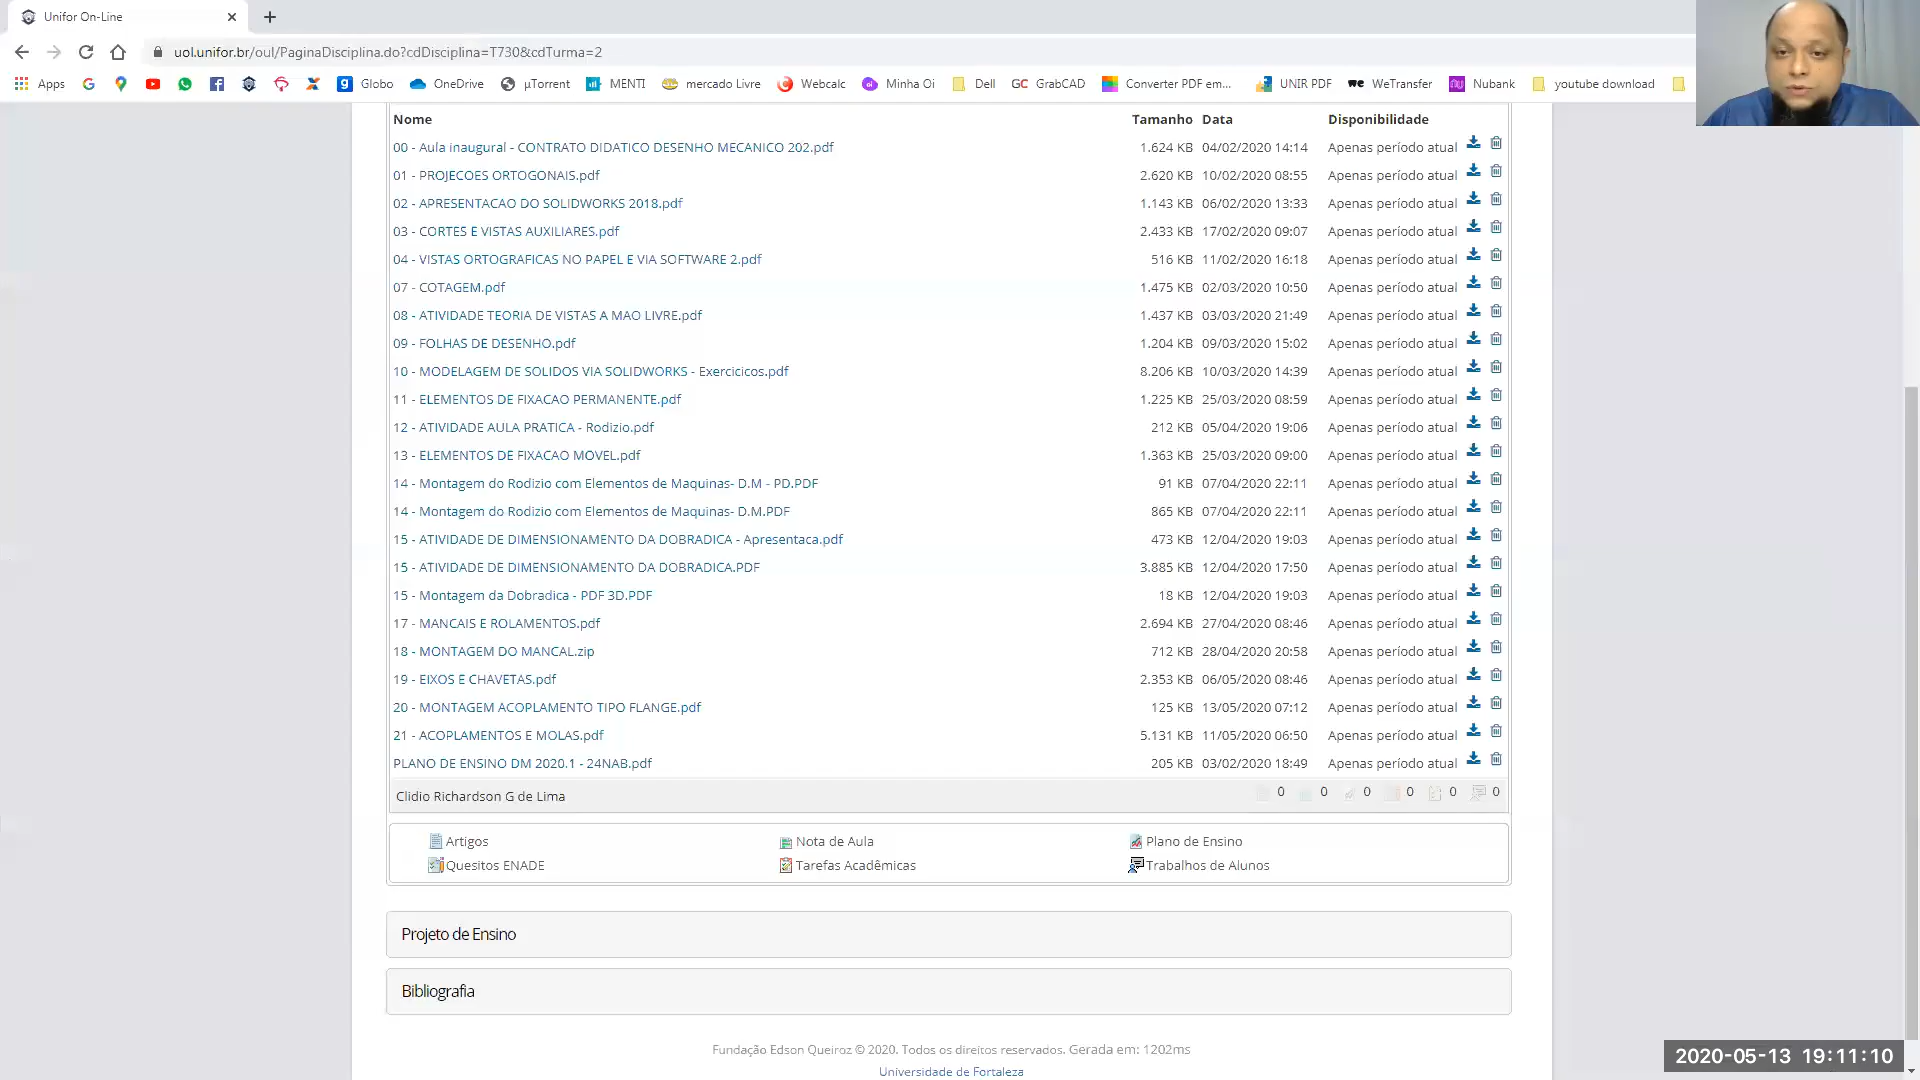 Unifor On-Line
uol.unifor.br/oul/PaginaDisciplina.do?cdDisciplina=T730&cdTurma=2
Apps Globo OneDrive µTorrent MENTI mercado Livre Webcalc Minha Oi Dell GC GrabCAD Converter PDF em... UNIR PDF we WeTransfer Nubank youtube download
Nome Tamanho Data Disponibilidade
00 - Aula inaugural - CONTRATO DIDATICO DESENHO MECANICO 202.pdf 1.624 KB 04/02/2020 14:14 Apenas período atual
01 - PROJECOES ORTOGONAIS.pdf 2.620 KB 10/02/2020 08:55 Apenas período atual
02 - APRESENTACAO DO SOLIDWORKS 2018.pdf 1.143 KB 06/02/2020 13:33 Apenas período atual
03 - CORTES E VISTAS AUXILIARES.pdf 2.433 KB 17/02/2020 09:07 Apenas período atual
04 - VISTAS ORTOGRAFICAS NO PAPEL E VIA SOFTWARE 2.pdf 516 KB 11/02/2020 16:18 Apenas período atual
07 - COTAGEM.pdf 1.475 KB 02/03/2020 10:50 Apenas período atual
08 - ATIVIDADE TEORIA DE VISTAS A MAO LIVRE.pdf 1.437 KB 03/03/2020 21:49 Apenas período atual
09 - FOLHAS DE DESENHO.pdf 1.204 KB 09/03/2020 15:02 Apenas período atual
10 - MODELAGEM DE SOLIDOS VIA SOLIDWORKS - Exercicicos.pdf 8.206 KB 10/03/2020 14:39 Apenas período atual
11 - ELEMENTOS DE FIXACAO PERMANENTE.pdf 1.225 KB 25/03/2020 08:59 Apenas período atual
12 - ATIVIDADE AULA PRATICA - Rodizio.pdf 212 KB 05/04/2020 19:06 Apenas período atual
13 - ELEMENTOS DE FIXACAO MOVEL.pdf 1.363 KB 25/03/2020 09:00 Apenas período atual
14 - Montagem do Rodizio com Elementos de Maquinas- D.M - PD.PDF 91 KB 07/04/2020 22:11 Apenas período atual
14 - Montagem do Rodizio com Elementos de Maquinas- D.M.PDF 865 KB 07/04/2020 22:11 Apenas período atual
15 - ATIVIDADE DE DIMENSIONAMENTO DA DOBRADICA - Apresentaca.pdf 473 KB 12/04/2020 19:03 Apenas período atual
15 - ATIVIDADE DE DIMENSIONAMENTO DA DOBRADICA.PDF 3.885 KB 12/04/2020 17:50 Apenas período atual
15 - Montagem da Dobradica - PDF 3D.PDF 18 KB 12/04/2020 19:03 Apenas período atual
17 - MANCAIS E ROLAMENTOS.pdf 2.694 KB 27/04/2020 08:46 Apenas período atual
18 - MONTAGEM DO MANCAL.zip 712 KB 28/04/2020 20:58 Apenas período atual
19 - EIXOS E CHAVETAS.pdf 2.353 KB 06/05/2020 08:46 Apenas período atual
20 - MONTAGEM ACOPLAMENTO TIPO FLANGE.pdf 125 KB 13/05/2020 07:12 Apenas período atual
21 - ACOPLAMENTOS E MOLAS.pdf 5.131 KB 11/05/2020 06:50 Apenas período atual
PLANO DE ENSINO DM 2020.1 - 24NAB.pdf 205 KB 03/02/2020 18:49 Apenas período atual
Clidio Richardson G de Lima 0 0 0 0 0 0
Artigos Nota de Aula Plano de Ensino
Quesitos ENADE Tarefas Acadêmicas Trabalhos de Alunos
Projeto de Ensino
Bibliografia
Fundação Edson Queiroz © 2020. Todos os direitos reservados. Gerada em: 1202ms
Universidade de Fortaleza
2020-05-13 19:11:10